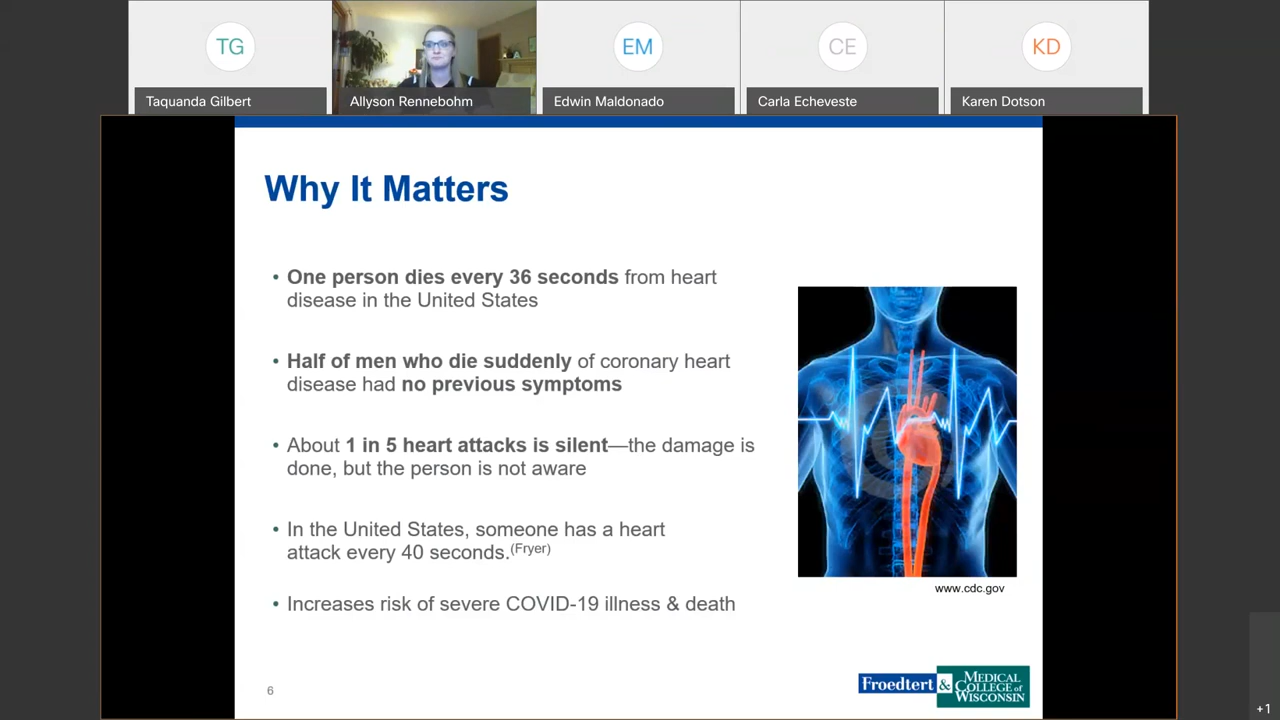 TG
EM
CE
KD
Taquanda Gilbert
Allyson Rennebohm
Edwin Maldonado
Carla Echeveste
Karen Dotson
Why It Matters
• One person dies every 36 seconds from heart
disease in the United States
• Half of men who die suddenly of coronary heart
disease had no previous symptoms
• About 1 in 5 heart attacks is silent—the damage is
done, but the person is not aware
• In the United States, someone has a heart
attack every 40 seconds.(Fryer)
• Increases risk of severe COVID-19 illness & death
www.cdc.gov
6
Froedtert & MEDICAL
COLLEGE of
WISCONSIN
+1